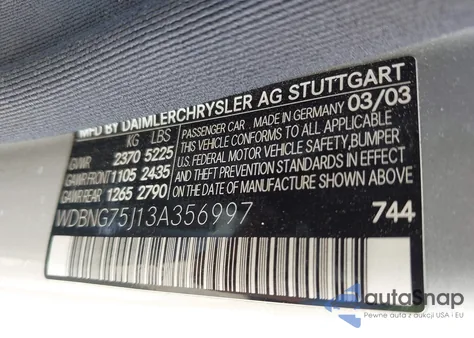 MFD BY DAIMLERCHRYSLER AG STUTTGART
KG LBS
GVWR 2370 5225
GAWR FRONT 1105 2435
GAWR REAR 1265 2790
PASSENGER CAR MADE IN GERMANY 03/03
THIS VEHICLE CONFORMS TO ALL APPLICABLE
U.S. FEDERAL MOTOR VEHICLE SAFETY, BUMPER
AND THEFT PREVENTION STANDARDS IN EFFECT
ON THE DATE OF MANUFACTURE SHOWN ABOVE.
WDBNG75J13A356997
744
autoSnap
Pewne auta z aukcji USA i EU